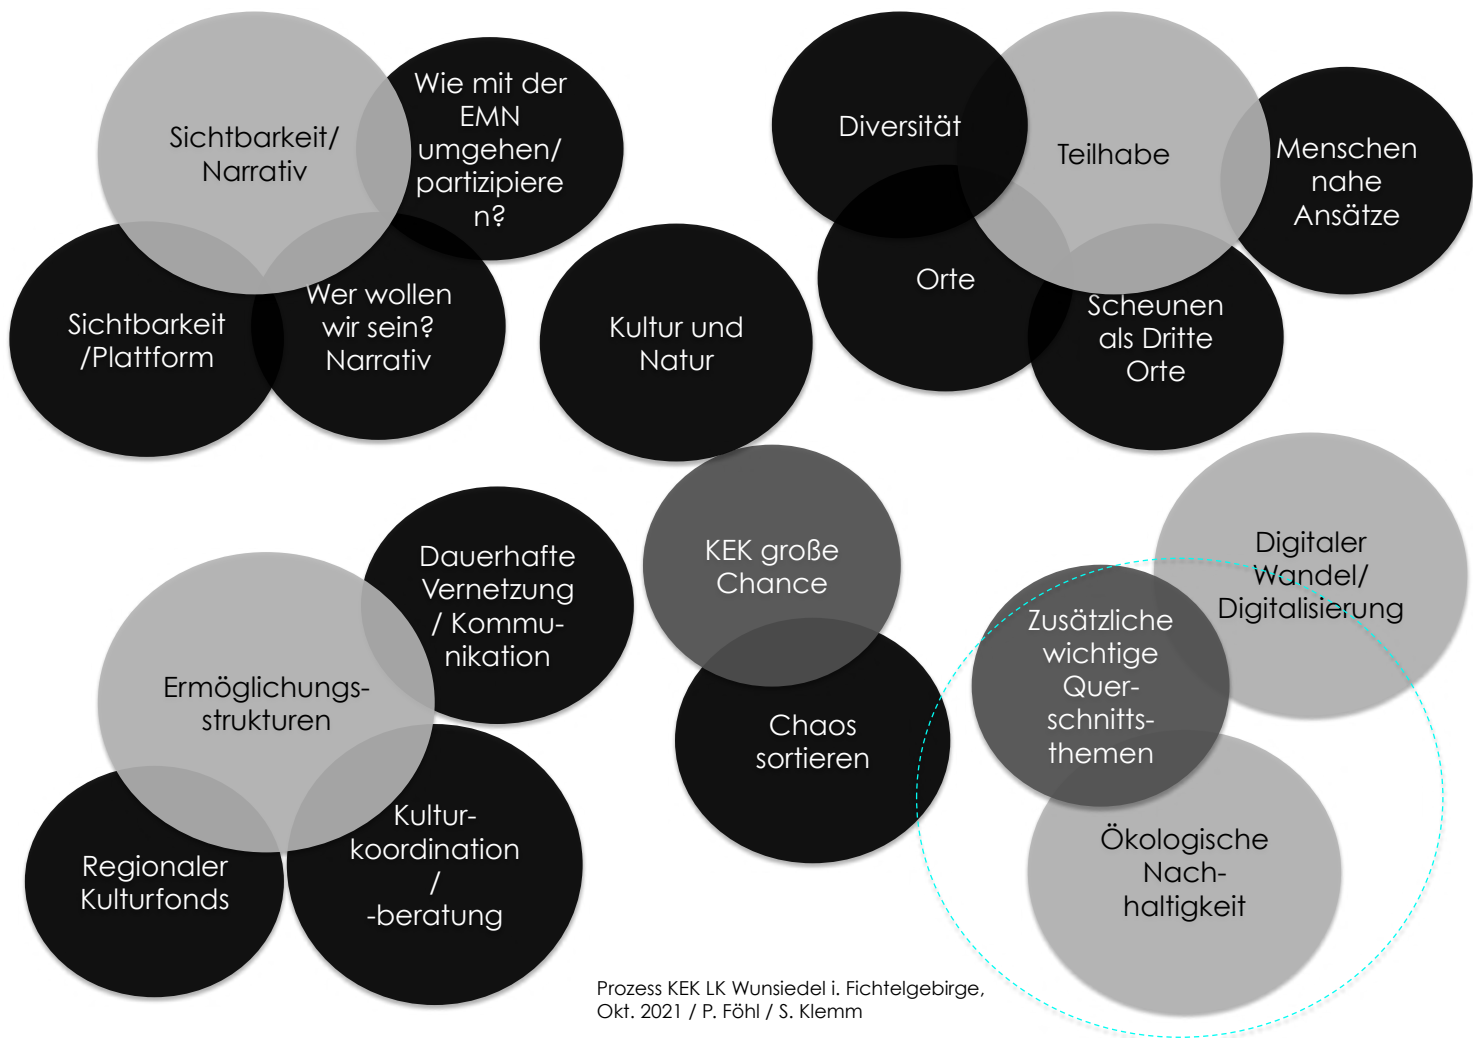 Sichtbarkeit/
Narrativ
Wie mit der
EMN
umgehen/
partizipiere
n?
Sichtbarkeit
/Plattform
Wer wollen
wir sein?
Narrativ
Kultur und
Natur
Diversität
Teilhabe
Menschen
nahe
Ansätze
Orte
Scheunen
als Dritte
Orte
Dauerhafte
Vernetzung
/ Kommu-
nikation
Ermöglichungs-
strukturen
Regionaler
Kulturfonds
Kultur-
koordination
/
-beratung
KEK große
Chance
Chaos
sortieren
Digitaler
Wandel/
Digitalisierung
Zusätzliche
wichtige
Quer-
schnitts-
themen
Ökologische
Nach-
haltigkeit
Prozess KEK LK Wunsiedel i. Fichtelgebirge,
Okt. 2021 / P. Föhl / S. Klemm